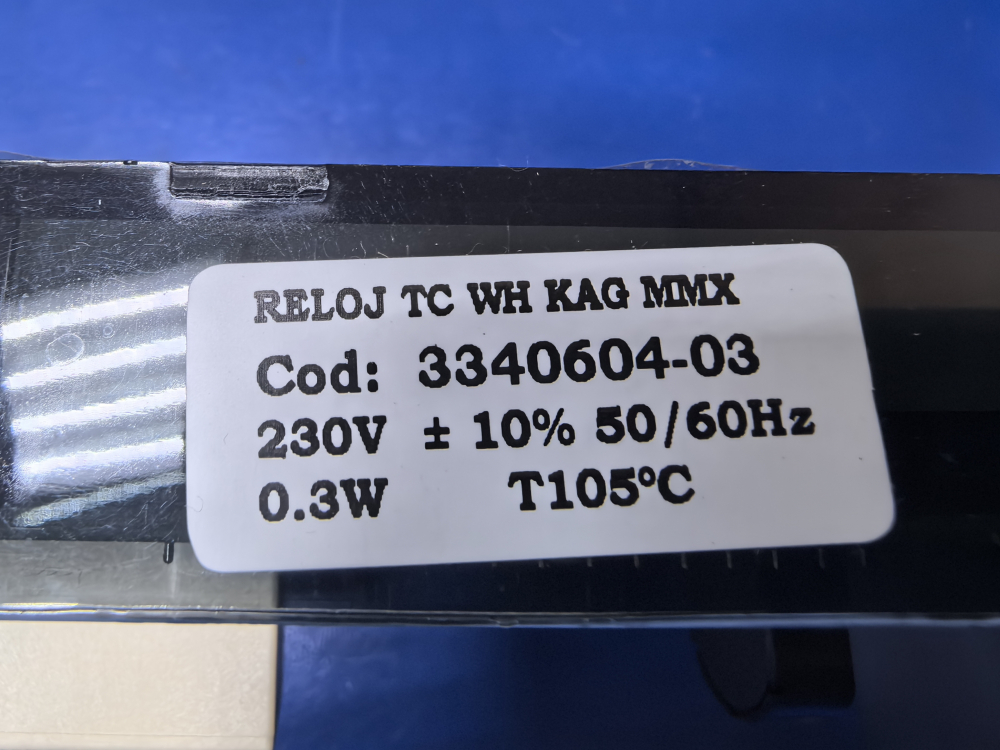 RELOJ TC WH KAG MMX
Cod: 3340604-03
230V ± 10% 50/60Hz
0.3W T105ºC